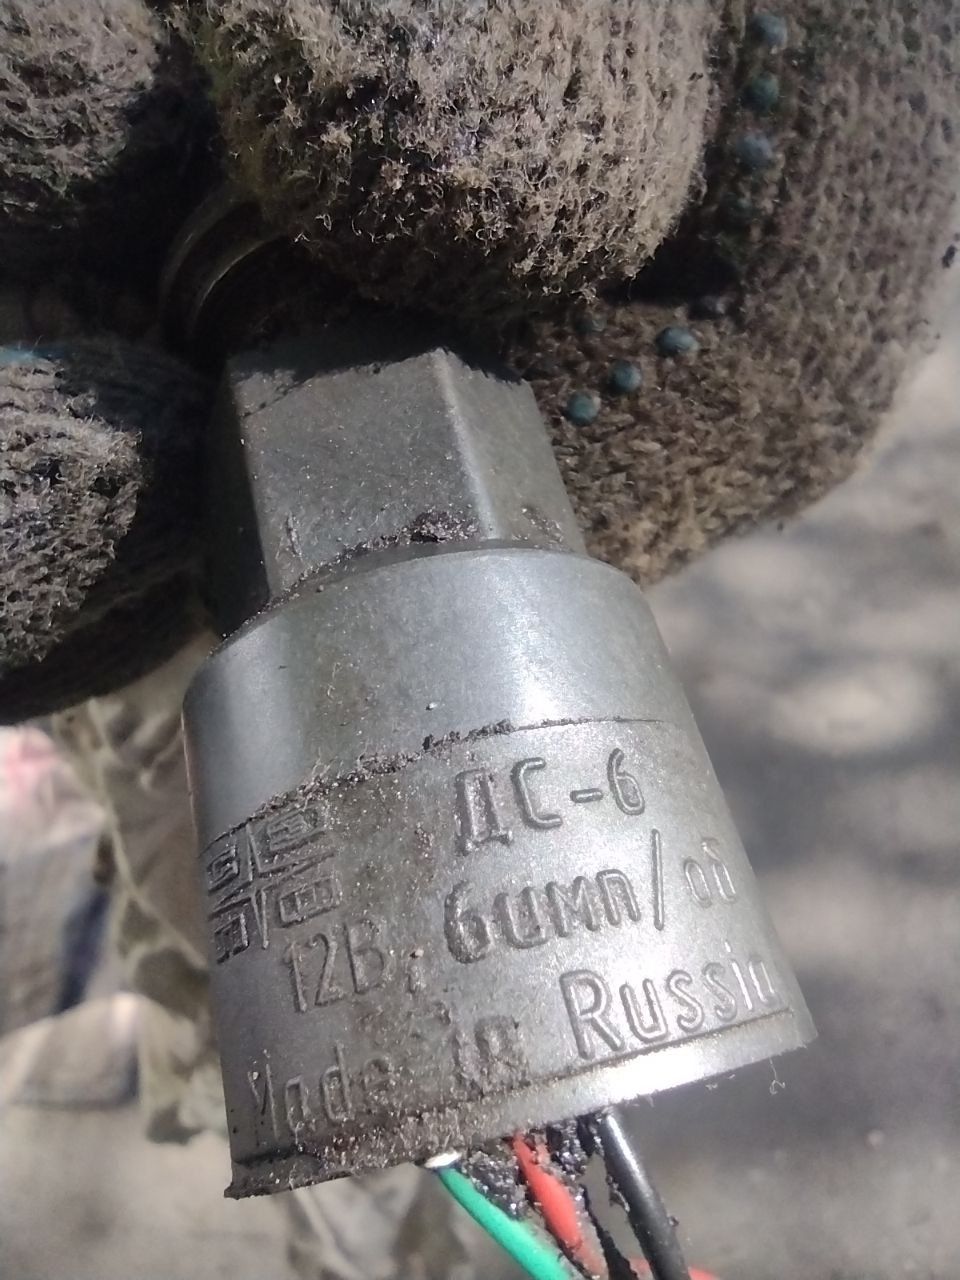 ДС-6
12В, 6имп/об
Made in Russia